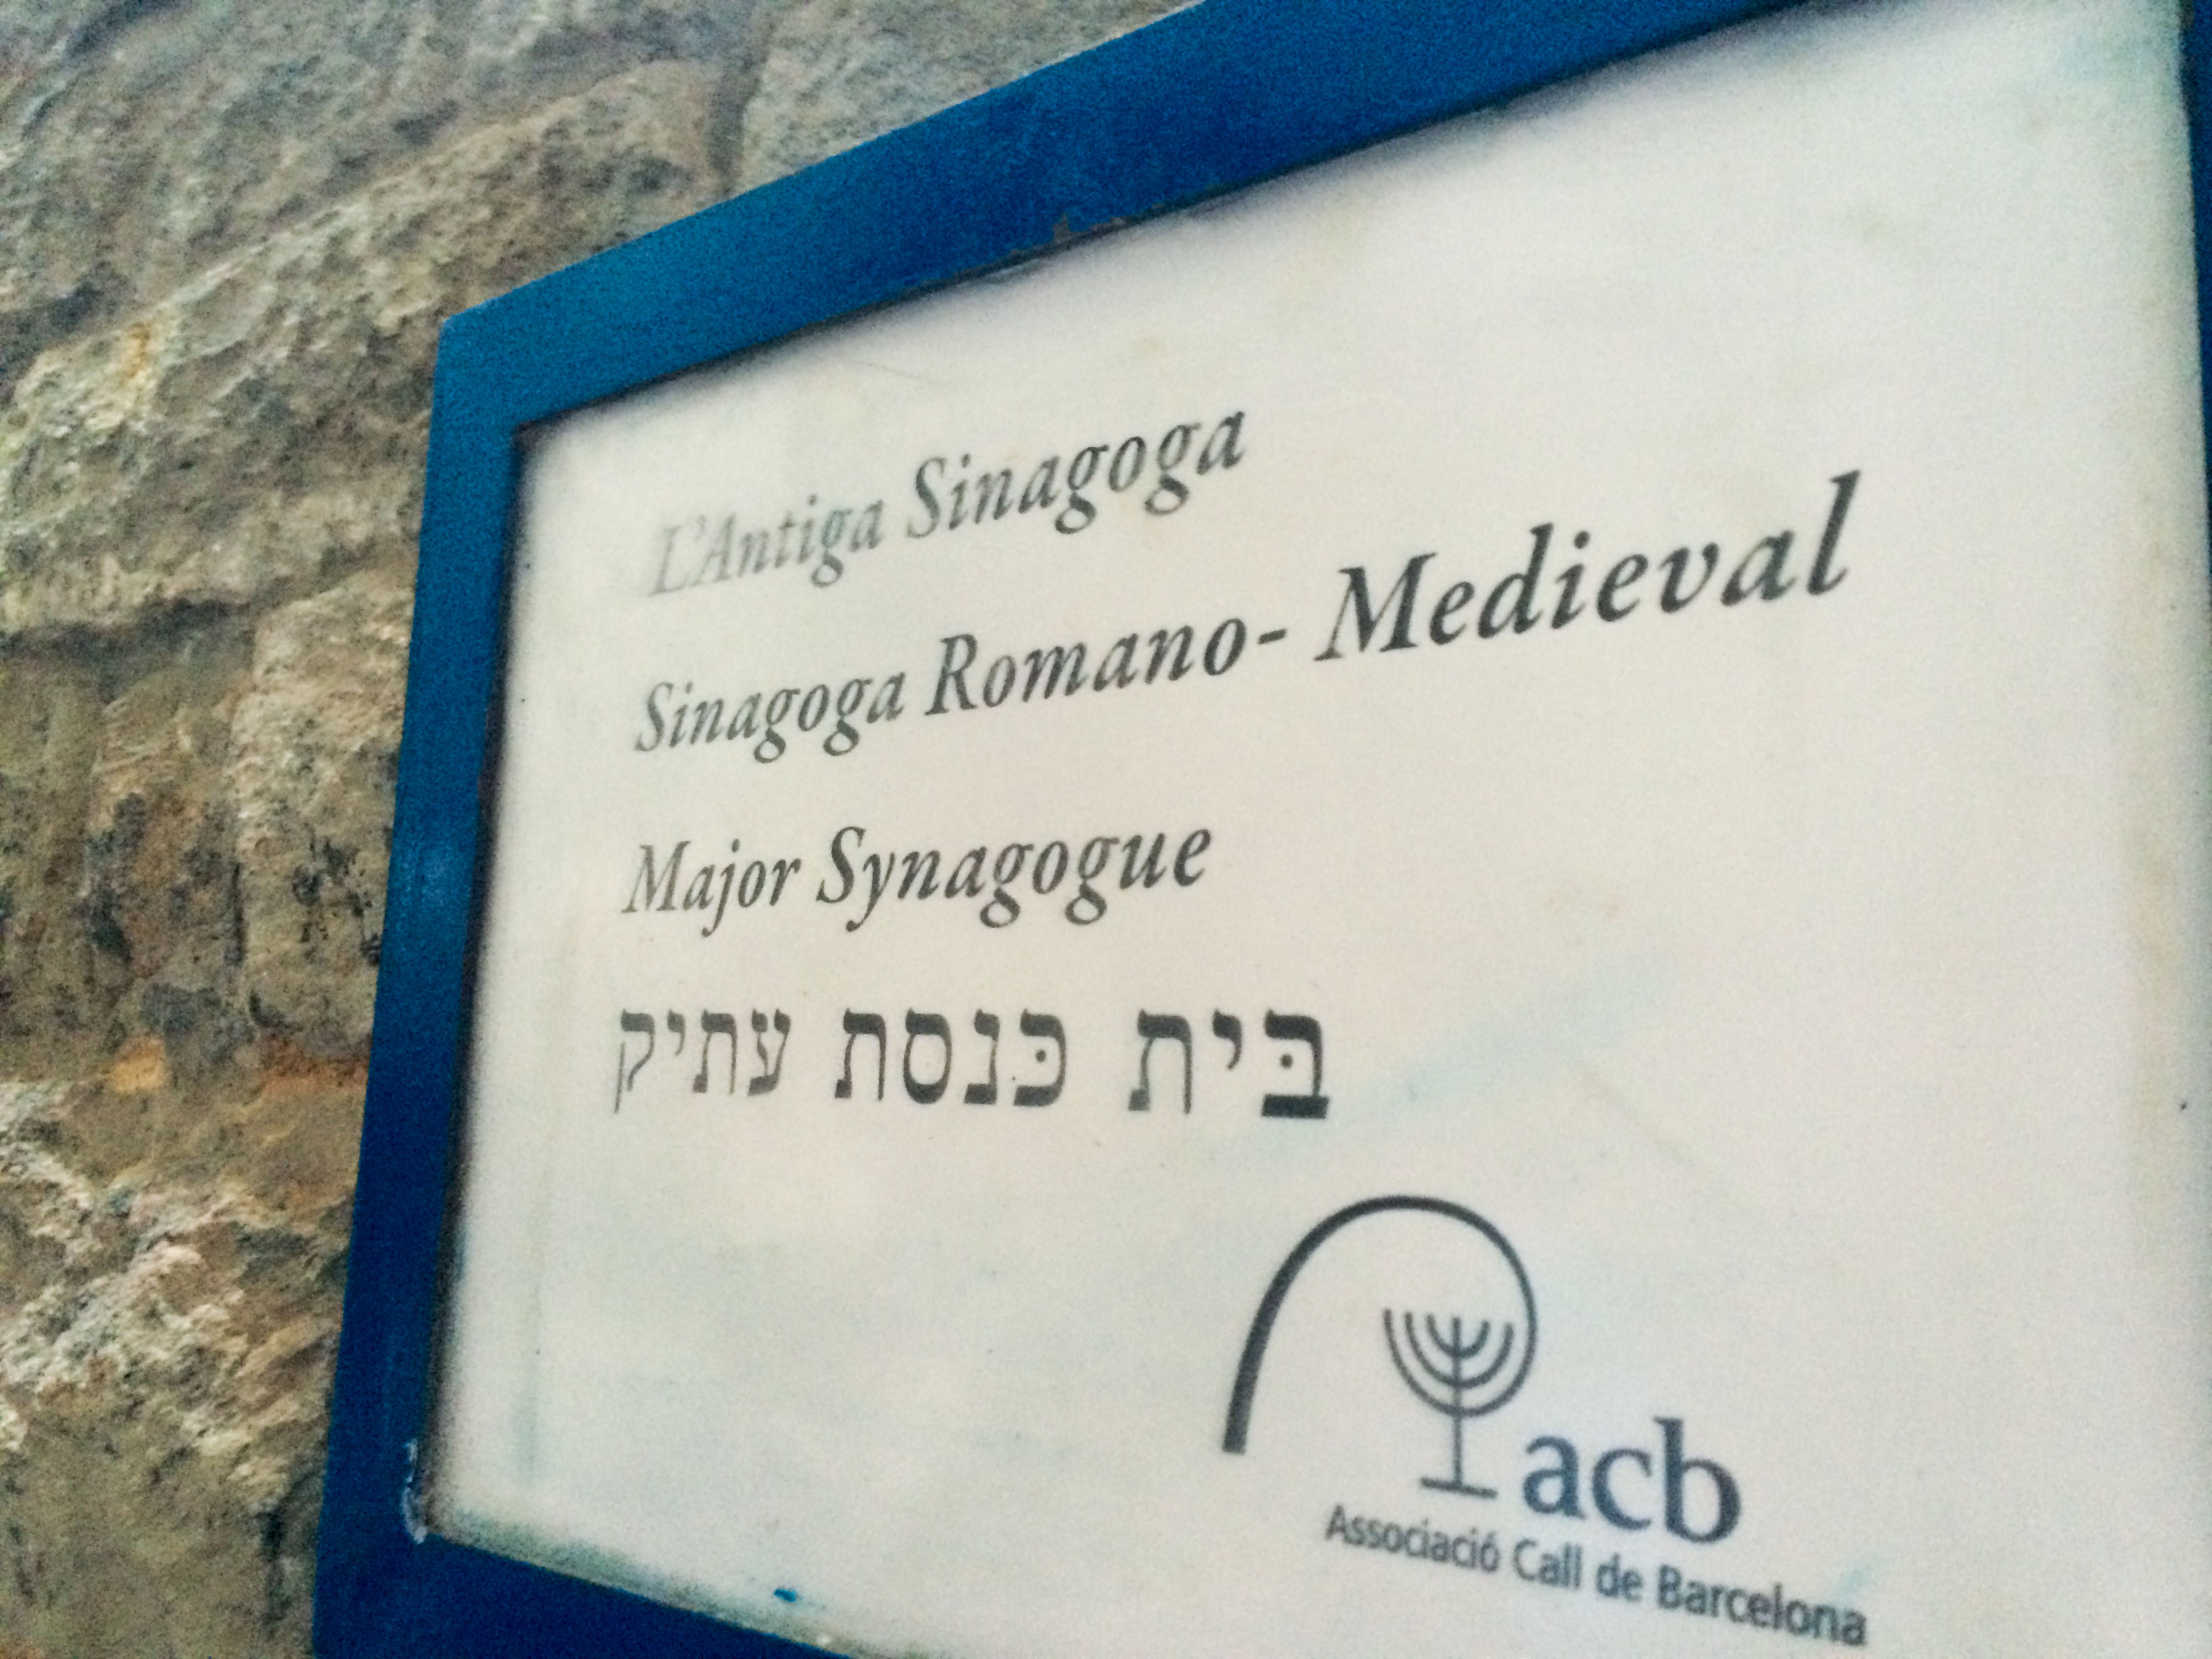 L'Antiga Sinagoga
Sinagoga Romano- Medieval
Major Synagogue
בּית כּנסת עתיק
acb
Associació Call de Barcelona